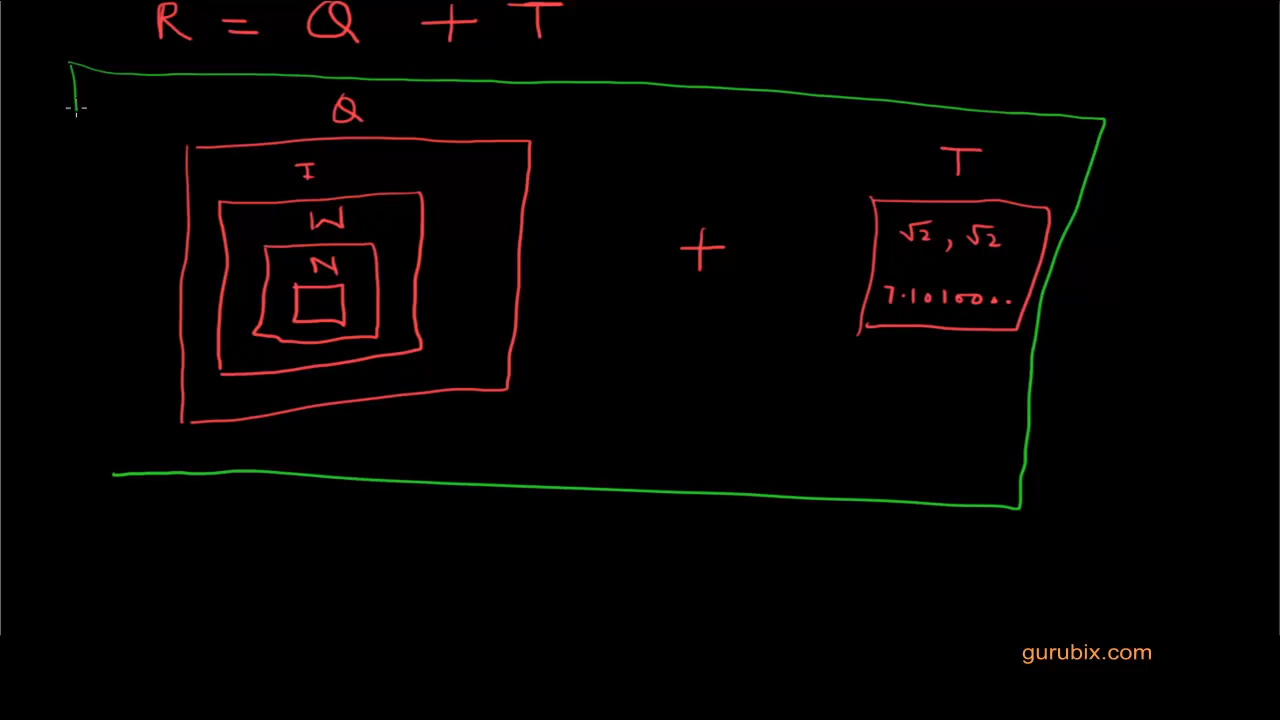 R = Q + T
Q
T
I
W
N
+
√2, √2
7.10100..
gurubix.com